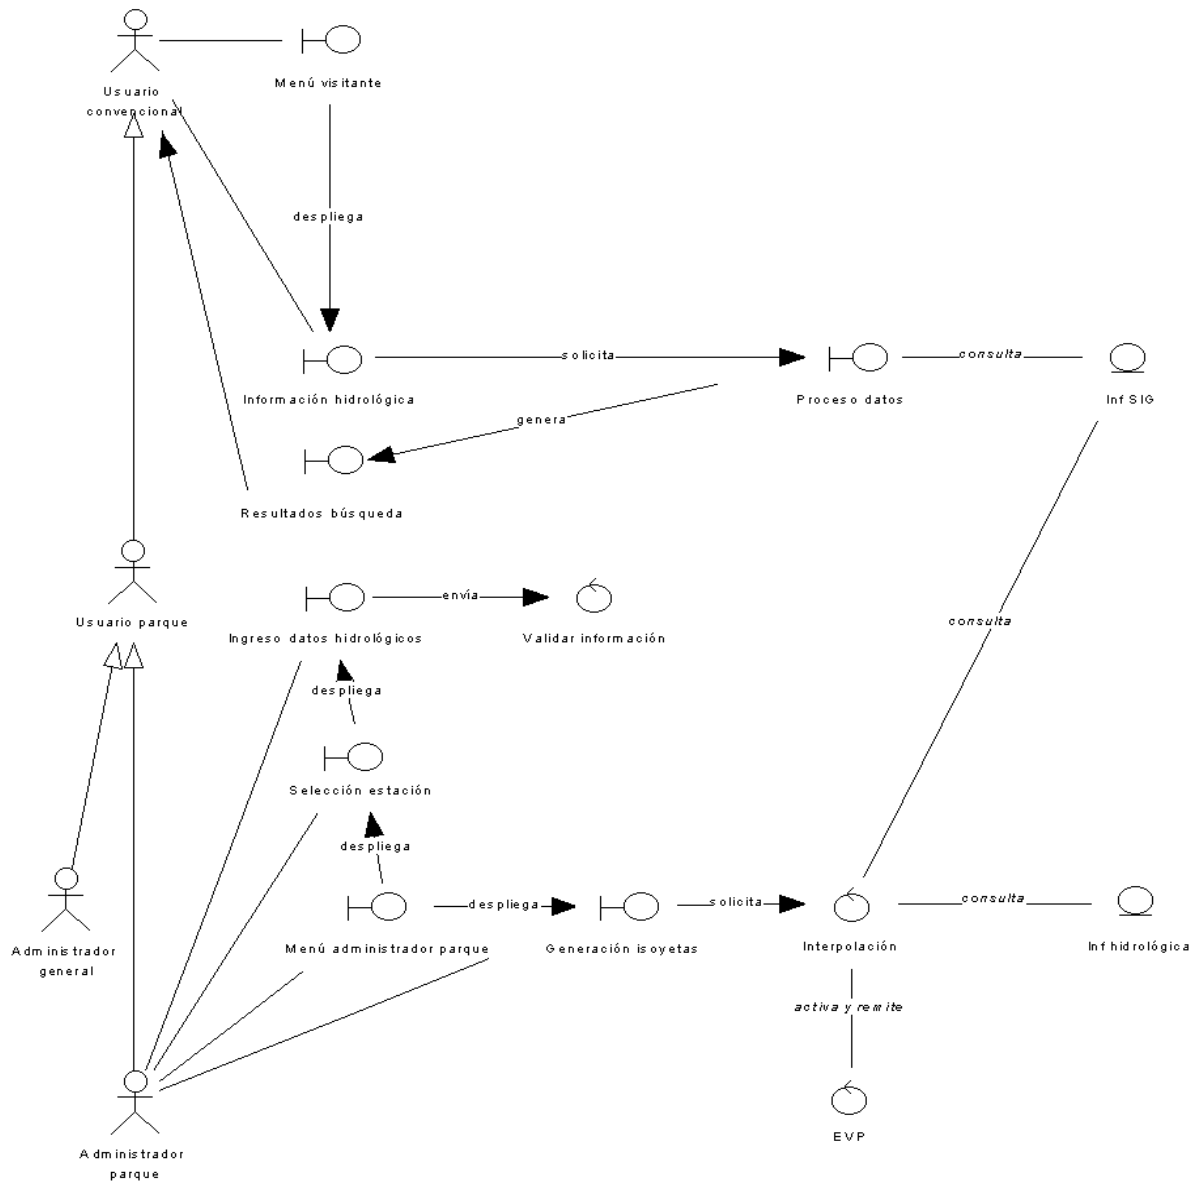 Usuario
convencional
Menú visitante
despliega
solicita
consulta
Información hidrológica
Proceso datos
Inf SIG
genera
Resultados búsqueda
Usuario parque
envía
Ingreso datos hidrológicos
Validar información
consulta
despliega
Selección estación
despliega
despliega
solicita
consulta
Administrador
general
Menú administrador parque
Generación isoyetas
Interpolación
Inf hidrológica
activa y remite
EVP
Administrador
parque